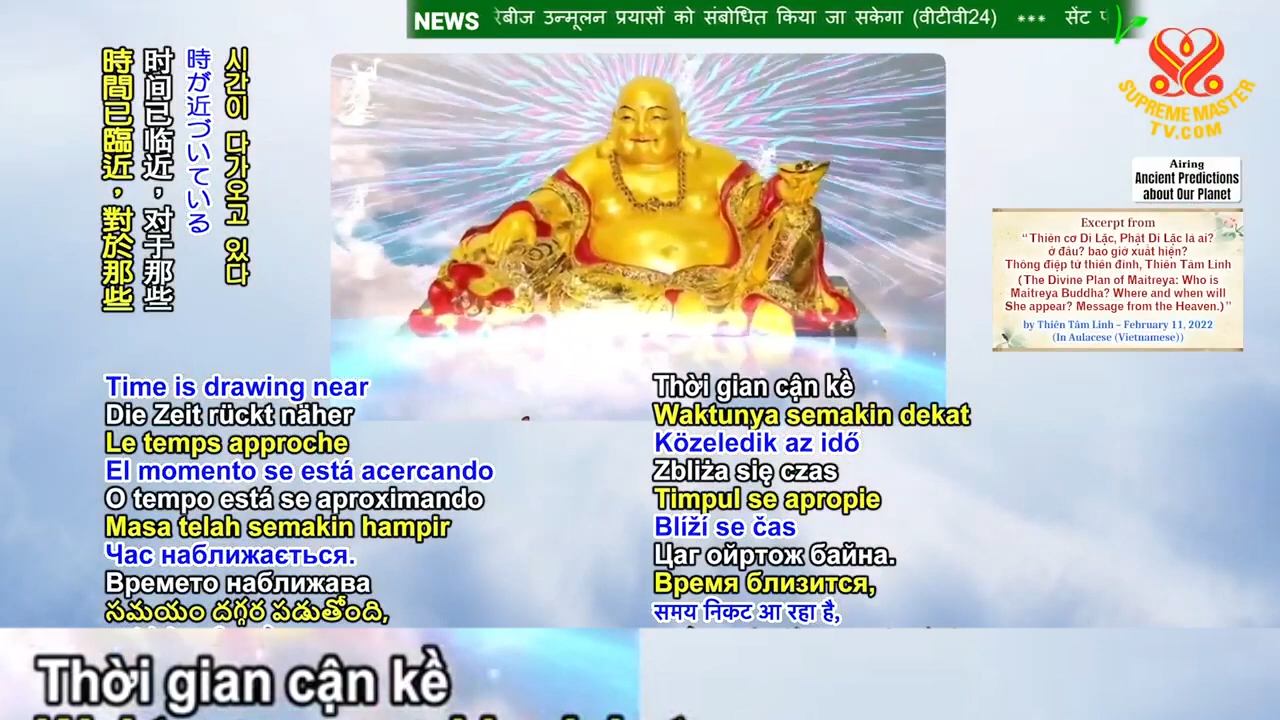 NEWS
रेबीज उन्मूलन प्रयासों को संबोधित किया जा सकेगा (वीटीवी24) *** सेंट
SUPREME MASTER
TV.COM
Airing
Ancient Predictions
about Our Planet
Excerpt from
“Thiên cơ Di Lặc, Phật Di Lặc là ai?
ở đâu? bao giờ xuất hiện?
Thông điệp từ thiên đình, Thiên Tâm Linh
(The Divine Plan of Maitreya: Who is
Maitreya Buddha? Where and when will
She appear? Message from the Heaven.)”
by Thiên Tâm Linh – February 11, 2022
(In Aulacese (Vietnamese))
시간이 다가오고 있다
時が近づいている
时间已临近，对于那些
時間已臨近，對於那些
Time is drawing near
Die Zeit rückt näher
Le temps approche
El momento se está acercando
O tempo está se aproximando
Masa telah semakin hampir
Час наближається.
Времето наближава
సమయం దగ్గర పడుతోంది,
Thời gian cận kề
Waktunya semakin dekat
Közeledik az idő
Zbliża się czas
Timpul se apropie
Blíží se čas
Цаг ойртож байна.
Время близится,
समय निकट आ रहा है,
Thời gian cận kề